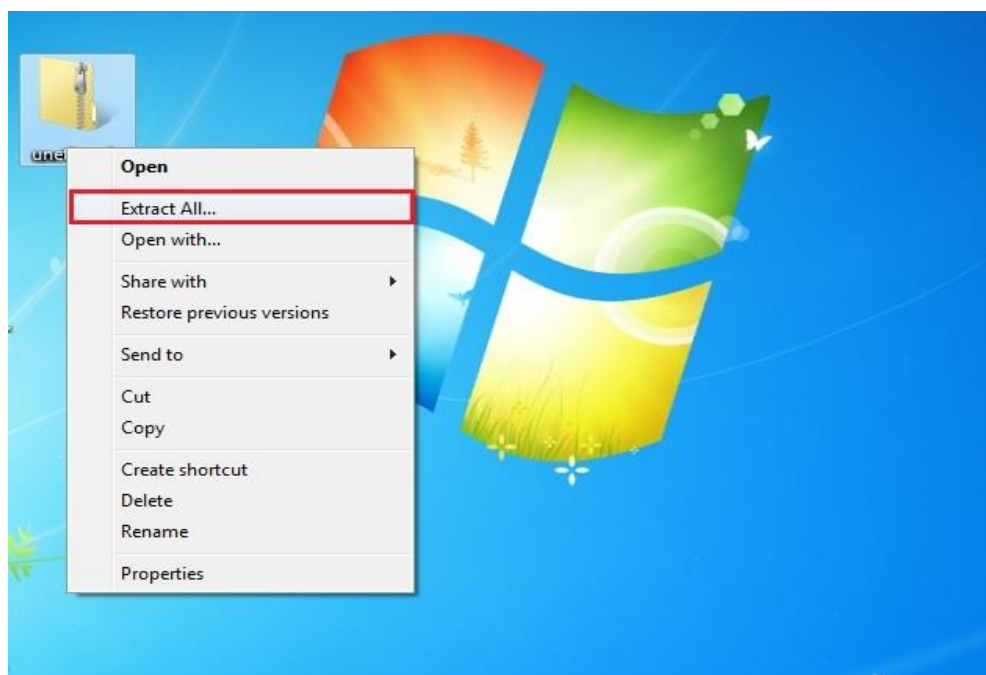 Open
Extract All...
Open with...
Share with
Restore previous versions
Send to
Cut
Copy
Create shortcut
Delete
Rename
Properties